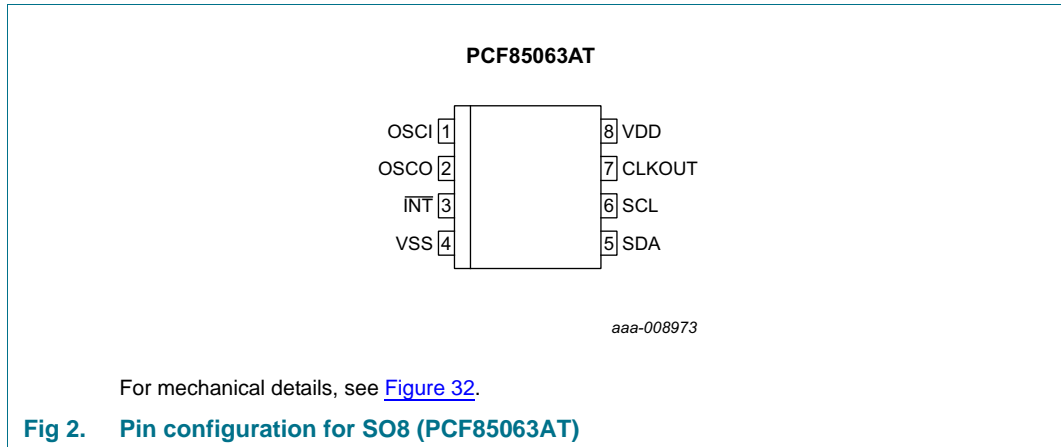 PCF85063AT
OSCI 1 8 VDD
OSCO 2 7 CLKOUT
I̅N̅T̅ 3 6 SCL
VSS 4 5 SDA
aaa-008973
For mechanical details, see Figure 32.
Fig 2. Pin configuration for SO8 (PCF85063AT)